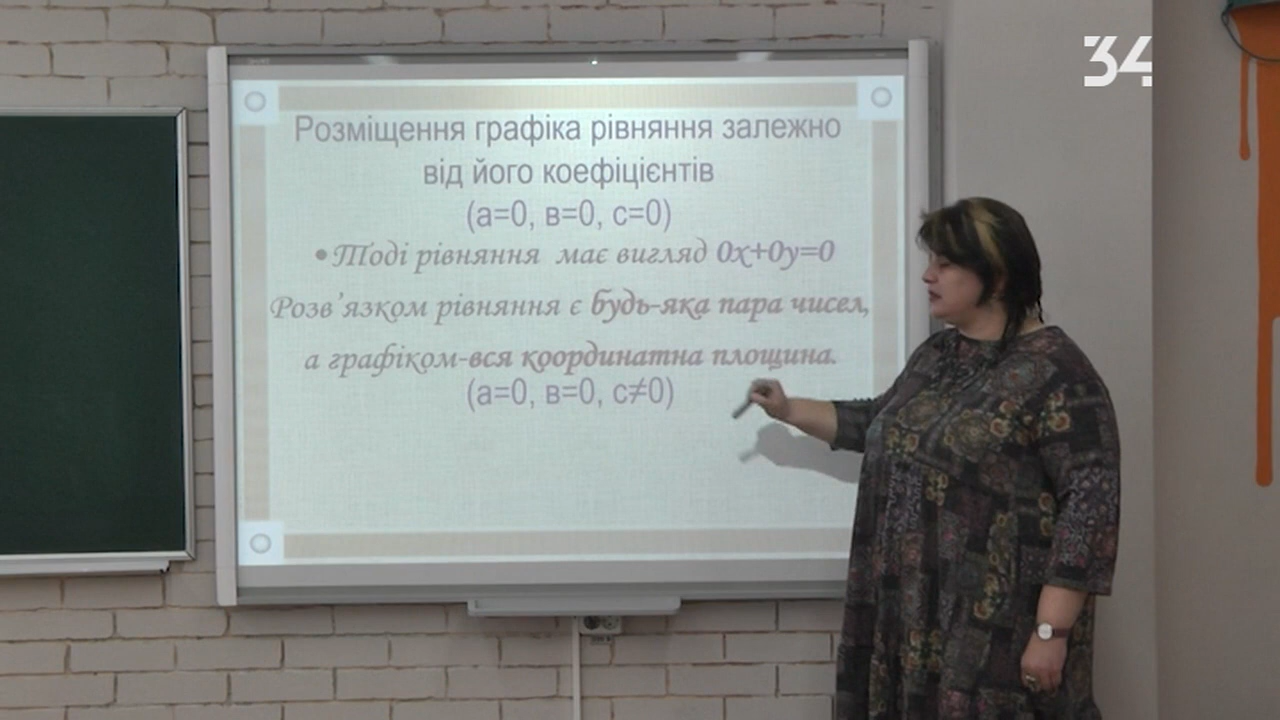 34
Розміщення графіка рівняння залежно
від його коефіцієнтів
(а=0, в=0, с=0)
•Тоді рівняння має вигляд 0х+0у=0
Розв’язком рівняння є будь-яка пара чисел,
а графіком-вся координатна площина.
(а=0, в=0, с≠0)